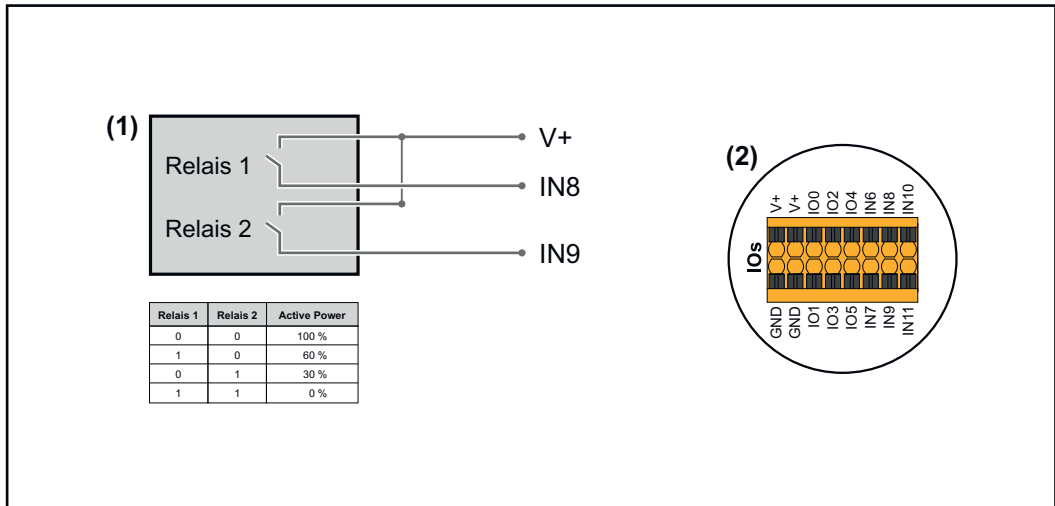 (1)
Relais 1
Relais 2
V+
IN8
IN9
Relais 1 Relais 2 Active Power
0 0 100 %
1 0 60 %
0 1 30 %
1 1 0 %
(2)
V+ V+ IO0 IO2 IO4 IN6 IN8 IN10
IOs
GND GND IO1 IO3 IO5 IN7 IN9 IN11